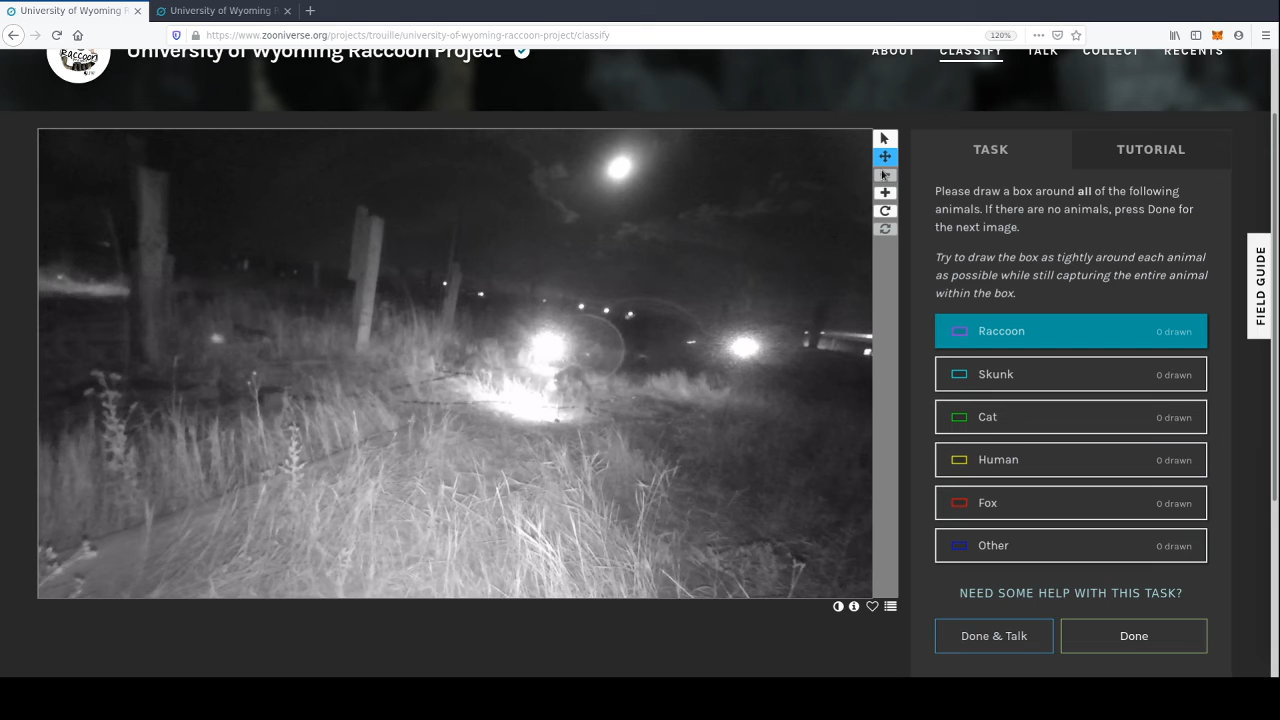 University of Wyoming R
University of Wyoming R
https://www.zooniverse.org/projects/trouille/university-of-wyoming-raccoon-project/classify
120%
Raccoon
University of Wyoming Raccoon Project
ABOUT
CLASSIFY
TALK
COLLECT
RECENTS
TASK
TUTORIAL
Please draw a box around all of the following
animals. If there are no animals, press Done for
the next image.
Try to draw the box as tightly around each animal
as possible while still capturing the entire animal
within the box.
Raccoon 0 drawn
Skunk 0 drawn
Cat 0 drawn
Human 0 drawn
Fox 0 drawn
Other 0 drawn
NEED SOME HELP WITH THIS TASK?
Done & Talk
Done
FIELD GUIDE